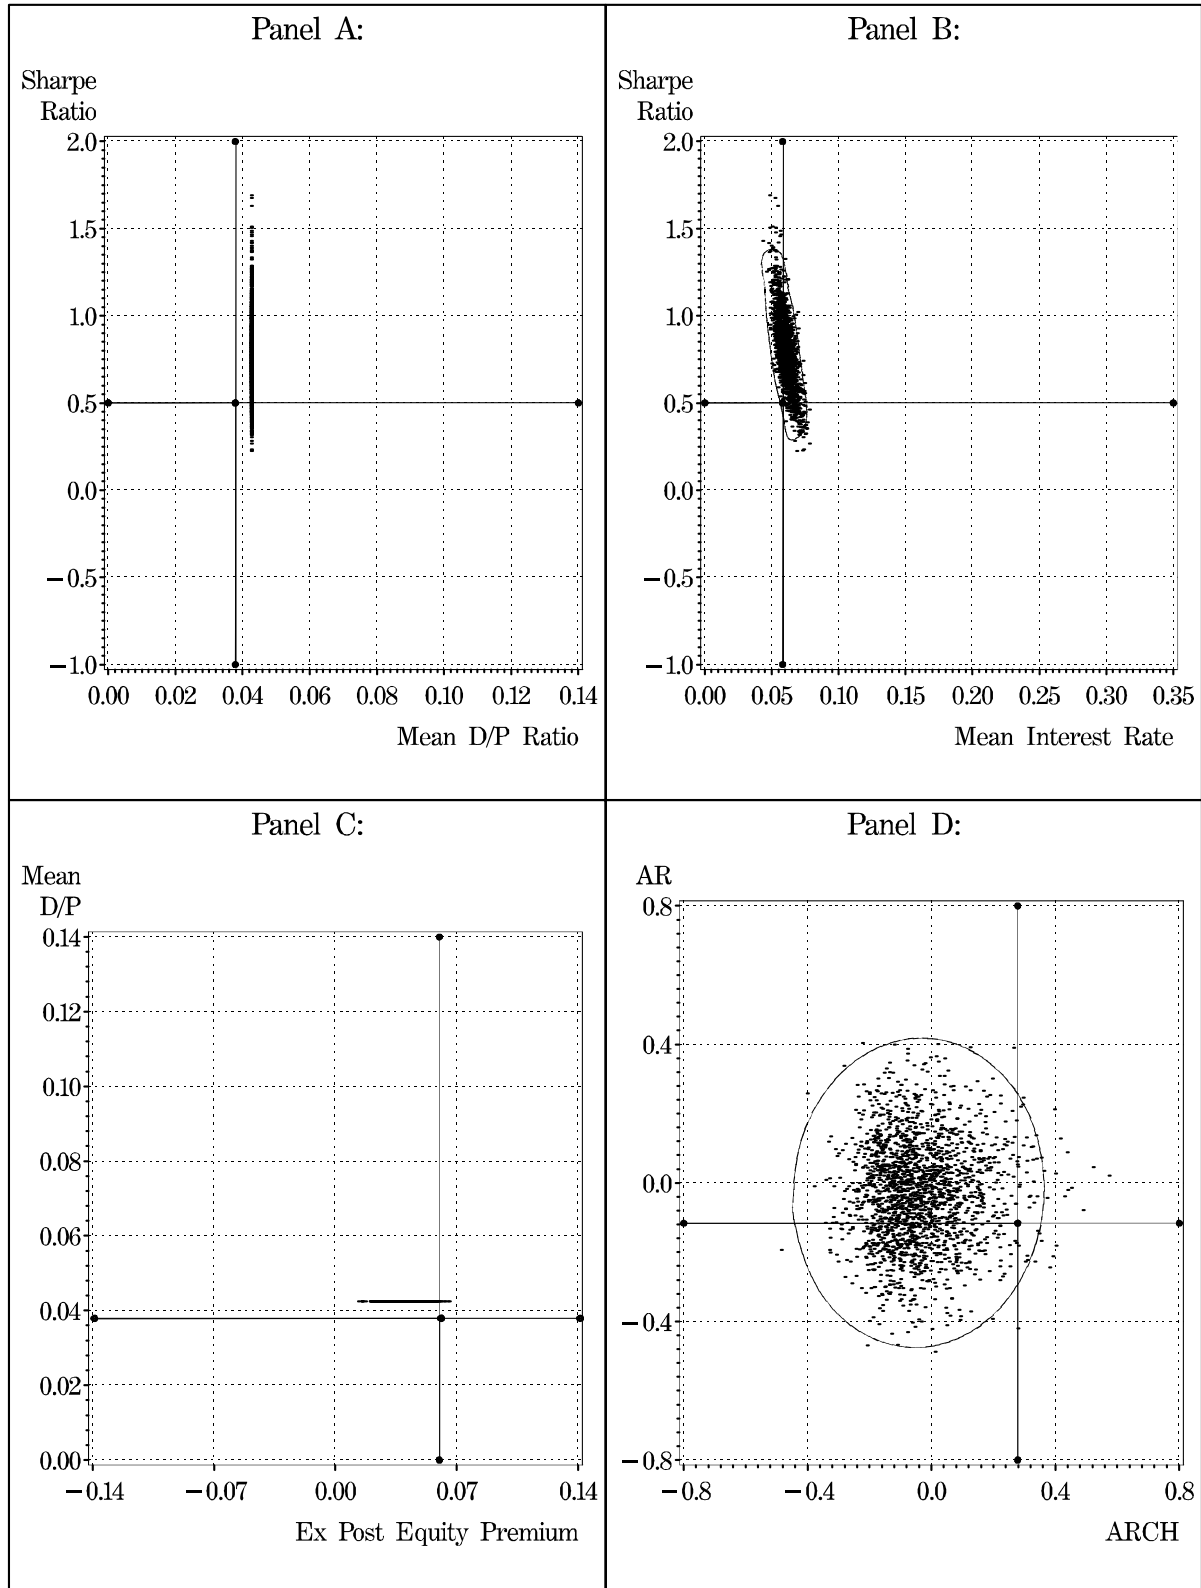 Panel A:
Sharpe
Ratio
2.0
1.5
1.0
0.5
0.0
−0.5
−1.0
0.00 0.02 0.04 0.06 0.08 0.10 0.12 0.14
Mean D/P Ratio
Panel B:
Sharpe
Ratio
2.0
1.5
1.0
0.5
0.0
−0.5
−1.0
0.00 0.05 0.10 0.15 0.20 0.25 0.30 0.35
Mean Interest Rate
Panel C:
Mean
D/P
0.14
0.12
0.10
0.08
0.06
0.04
0.02
0.00
−0.14 −0.07 0.00 0.07 0.14
Ex Post Equity Premium
Panel D:
AR
0.8
0.4
0.0
−0.4
−0.8
−0.8 −0.4 0.0 0.4 0.8
ARCH